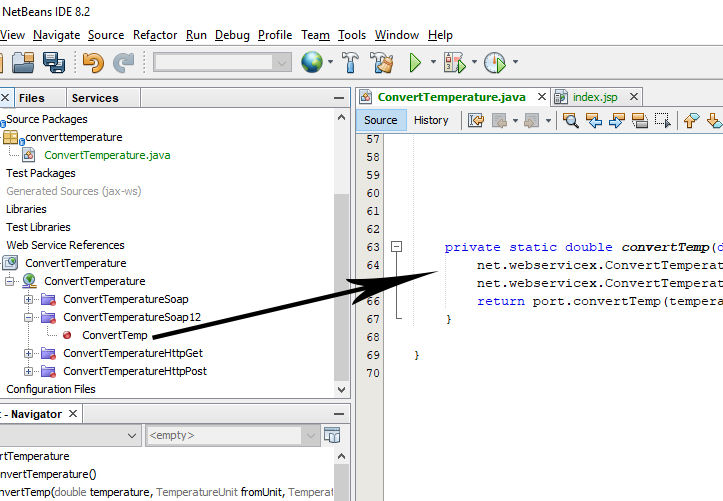 NetBeans IDE 8.2
View Navigate Source Refactor Run Debug Profile Team Tools Window Help
Files Services
Source Packages
converttemperature
ConvertTemperature.java
Test Packages
Generated Sources (jax-ws)
Libraries
Test Libraries
Web Service References
ConvertTemperature
ConvertTemperature
ConvertTemperatureSoap
ConvertTemperatureSoap12
ConvertTemp
ConvertTemperatureHttpGet
ConvertTemperatureHttpPost
Configuration Files
- Navigator
<empty>
nvertTemperature
nvertTemperature()
nvertTemp(double temperature, TemperatureUnit fromUnit, Temperat
ConvertTemperature.java index.jsp
Source History
57
58
59
60
61
62
63 private static double convertTemp(d
64 net.webservicex.ConvertTemperat
net.webservicex.ConvertTemperat
66 return port.convertTemp(tempera
67 }
68
69 }
70